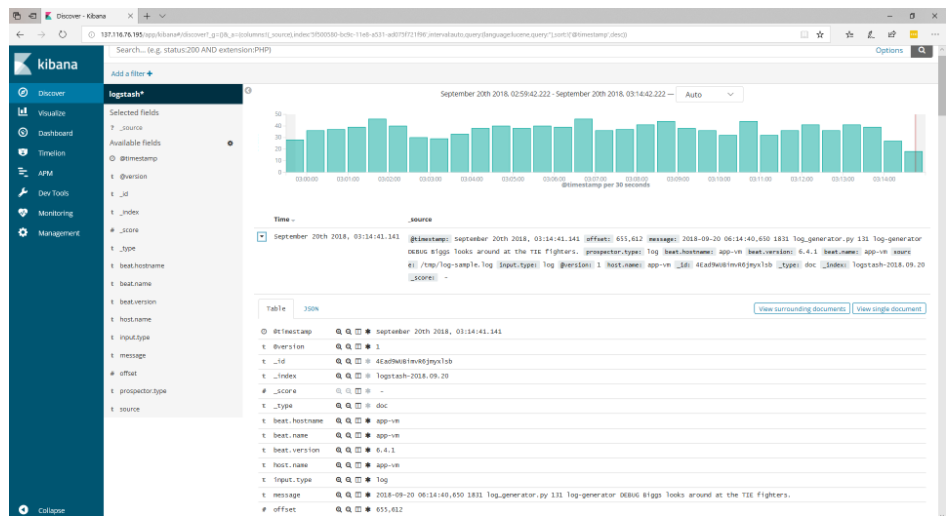 Discover - Kibana
137.116.76.195/app/kibana#/discover?_g=()&_a=(columns:!(_source),index:'5f500580-bc9c-11e8-a531-ad075f721f86',interval:auto,query:(language:lucene,query:''),sort:!('@timestamp',desc))
kibana
Search... (e.g. status:200 AND extension:PHP)
Options
Add a filter +
Discover
Visualize
Dashboard
Timelion
APM
Dev Tools
Monitoring
Management
Collapse
logstash*
Selected fields
? _source
Available fields
@timestamp
t @version
t _id
t _index
# _score
t _type
t beat.hostname
t beat.name
t beat.version
t host.name
t input.type
t message
# offset
t prospector.type
t source
September 20th 2018, 02:59:42.222 - September 20th 2018, 03:14:42.222 — Auto
50
40
30
20
10
0
03:00:00 03:01:00 03:02:00 03:03:00 03:04:00 03:05:00 03:06:00 03:07:00 03:08:00 03:09:00 03:10:00 03:11:00 03:12:00 03:13:00 03:14:00
@timestamp per 30 seconds
Time _source
September 20th 2018, 03:14:41.141 @timestamp: September 20th 2018, 03:14:41.141 offset: 655,612 message: 2018-09-20 06:14:40,650 1831 log_generator.py 131 log-generator
DEBUG Biggs looks around at the TIE fighters. prospector.type: log beat.hostname: app-vm beat.version: 6.4.1 beat.name: app-vm sourc
e: /tmp/log-sample.log input.type: log @version: 1 host.name: app-vm _id: 4Ead9WUBimvR6jmyxlsb _type: doc _index: logstash-2018.09.20
_score: -
Table JSON View surrounding documents View single document
@timestamp September 20th 2018, 03:14:41.141
t @version 1
t _id 4Ead9WUBimvR6jmyxlsb
t _index logstash-2018.09.20
# _score -
t _type doc
t beat.hostname app-vm
t beat.name app-vm
t beat.version 6.4.1
t host.name app-vm
t input.type log
t message 2018-09-20 06:14:40,650 1831 log_generator.py 131 log-generator DEBUG Biggs looks around at the TIE fighters.
# offset 655,612